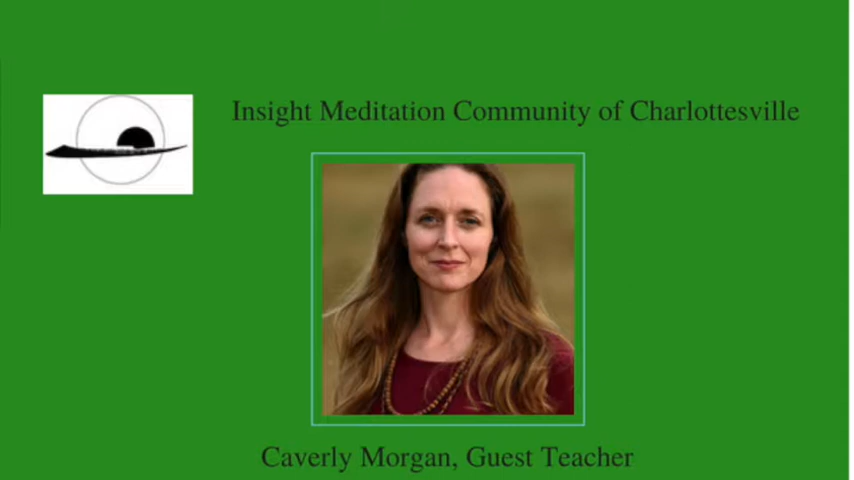 Insight Meditation Community of Charlottesville
Caverly Morgan, Guest Teacher